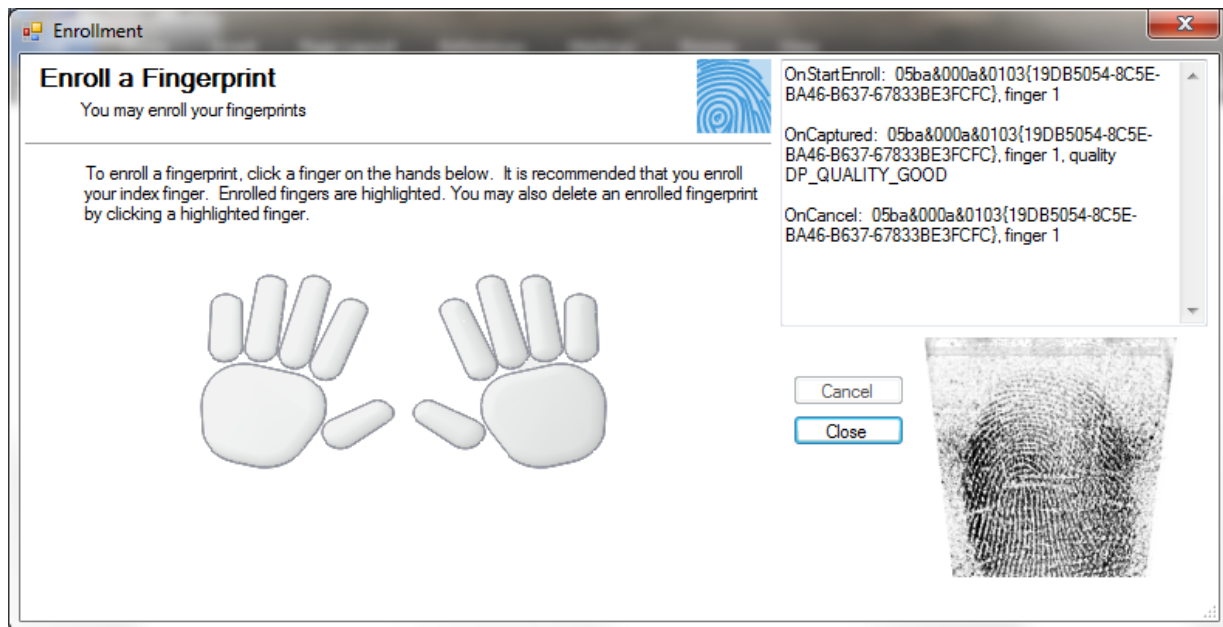 Enrollment
X
Enroll a Fingerprint
You may enroll your fingerprints
To enroll a fingerprint, click a finger on the hands below. It is recommended that you enroll
your index finger. Enrolled fingers are highlighted. You may also delete an enrolled fingerprint
by clicking a highlighted finger.
OnStartEnroll: 05ba&000a&0103{19DB5054-8C5E-
BA46-B637-67833BE3FCFC}, finger 1
OnCaptured: 05ba&000a&0103{19DB5054-8C5E-
BA46-B637-67833BE3FCFC}, finger 1, quality
DP_QUALITY_GOOD
OnCancel: 05ba&000a&0103{19DB5054-8C5E-
BA46-B637-67833BE3FCFC}, finger 1
Cancel
Close